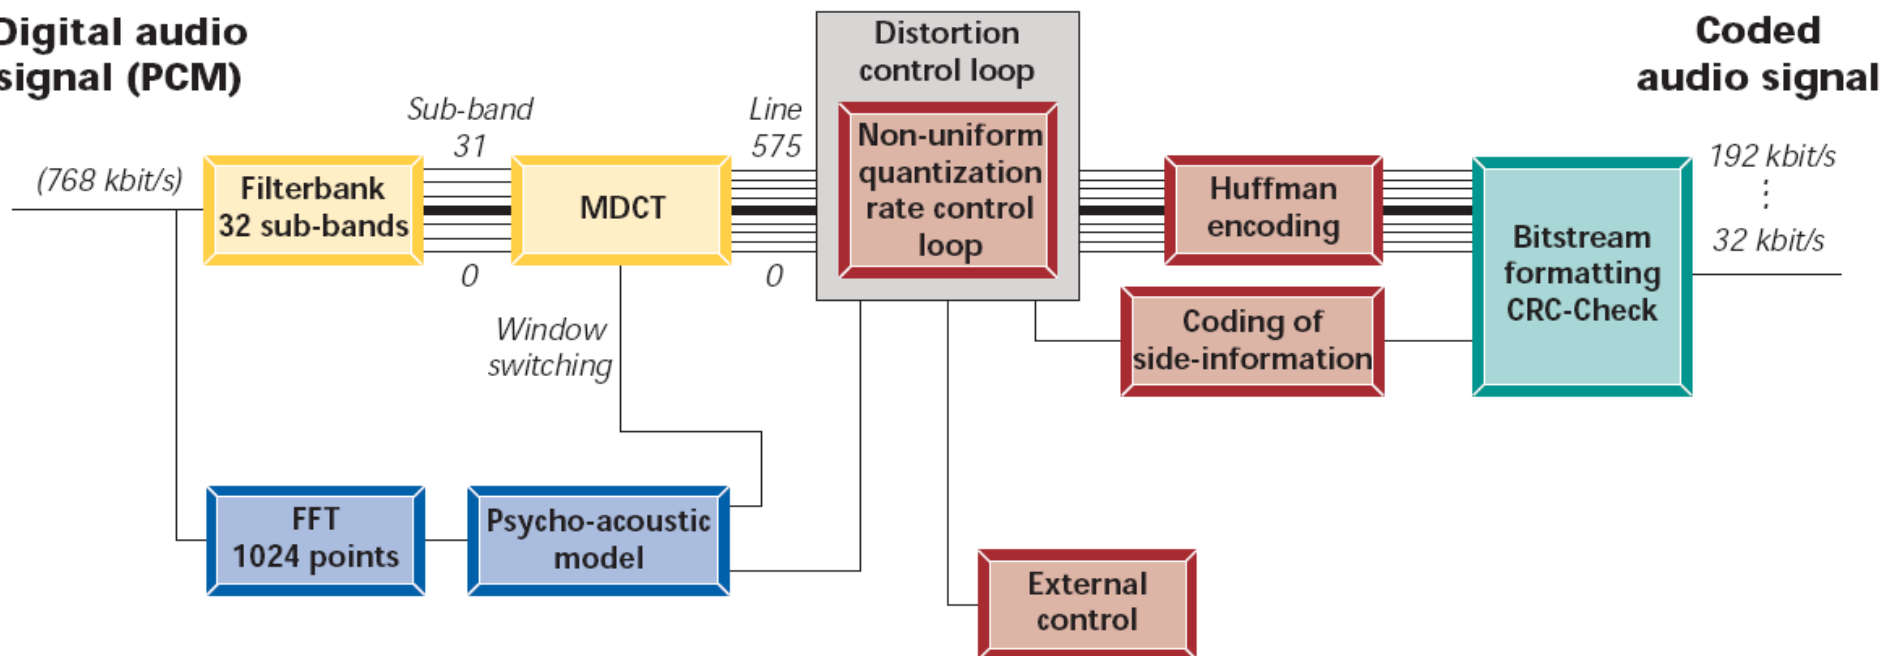 Digital audio
signal (PCM)
(768 kbit/s)
Filterbank
32 sub-bands
Sub-band
31
0
MDCT
Line
575
0
Window
switching
Distortion
control loop
Non-uniform
quantization
rate control
loop
Huffman
encoding
Coding of
side-information
Bitstream
formatting
CRC-Check
Coded
audio signal
192 kbit/s
32 kbit/s
FFT
1024 points
Psycho-acoustic
model
External
control